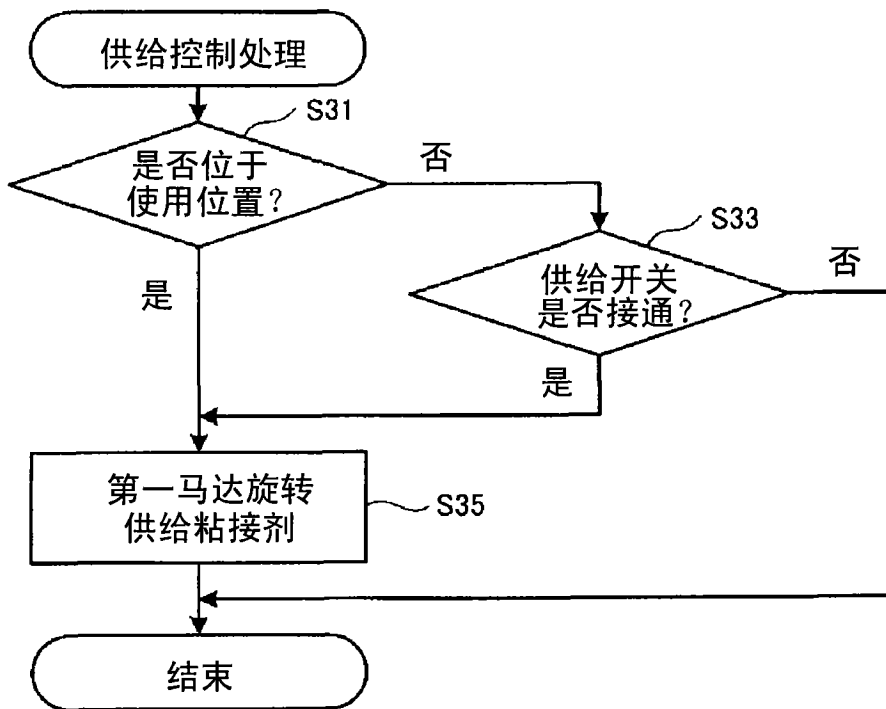 供给控制处理
S31
是否位于
使用位置?
否
S33
供给开关
是否接通?
否
是
是
第一马达旋转
供给粘接剂
S35
结束